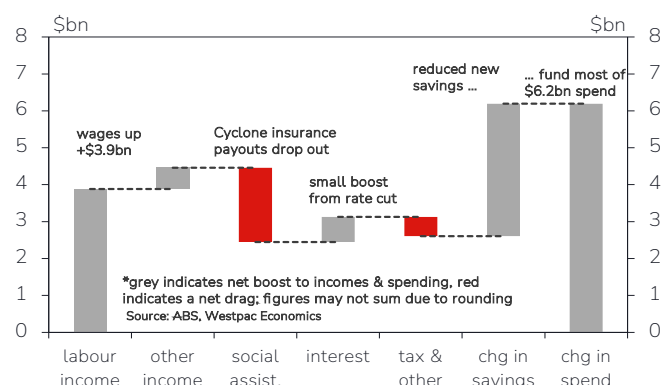 $bn
$bn
8
8
7
7
6
6
5
5
4
4
3
3
2
2
1
1
0
0
reduced new
savings ...
... fund most of
$6.2bn spend
wages up
+$3.9bn
Cyclone insurance
payouts drop out
small boost
from rate cut
*grey indicates net boost to incomes & spending, red
indicates a net drag; figures may not sum due to rounding
Source: ABS, Westpac Economics
labour
income
other
income
social
assist.
interest
tax &
other
chg in
savings
chg in
spend